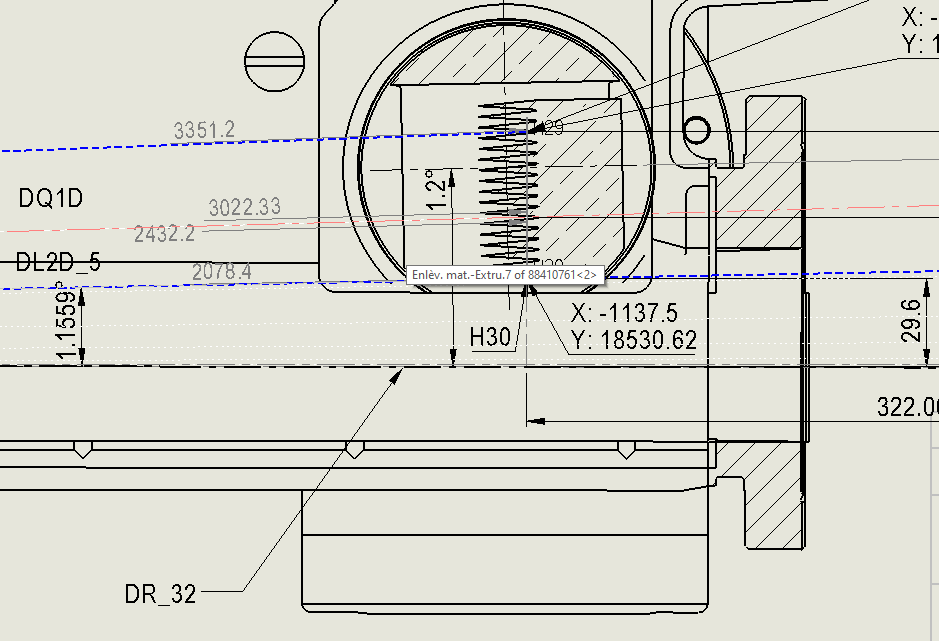 X: -
Y: 1
3351.2
DQ1D
1.2°
3022.33
2432.2
DL2D_5
2078.4
Enlèv. mat.-Extru.7 of 88410761<2>
1.1559°
H30
X: -1137.5
Y: 18530.62
29.6
322.0
DR_32